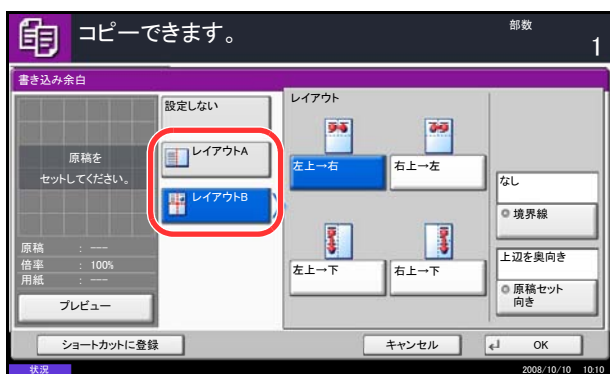 コピーできます。
部数
1
書き込み余白
原稿を
セットしてください。
原稿 : ---
倍率 : 100%
用紙 : ---
プレビュー
設定しない
レイアウトA
レイアウトB
レイアウト
左上→右
右上→左
左上→下
右上→下
なし
境界線
上辺を奥向き
原稿セット
向き
ショートカットに登録
キャンセル
OK
状況
2008/10/10 10:10